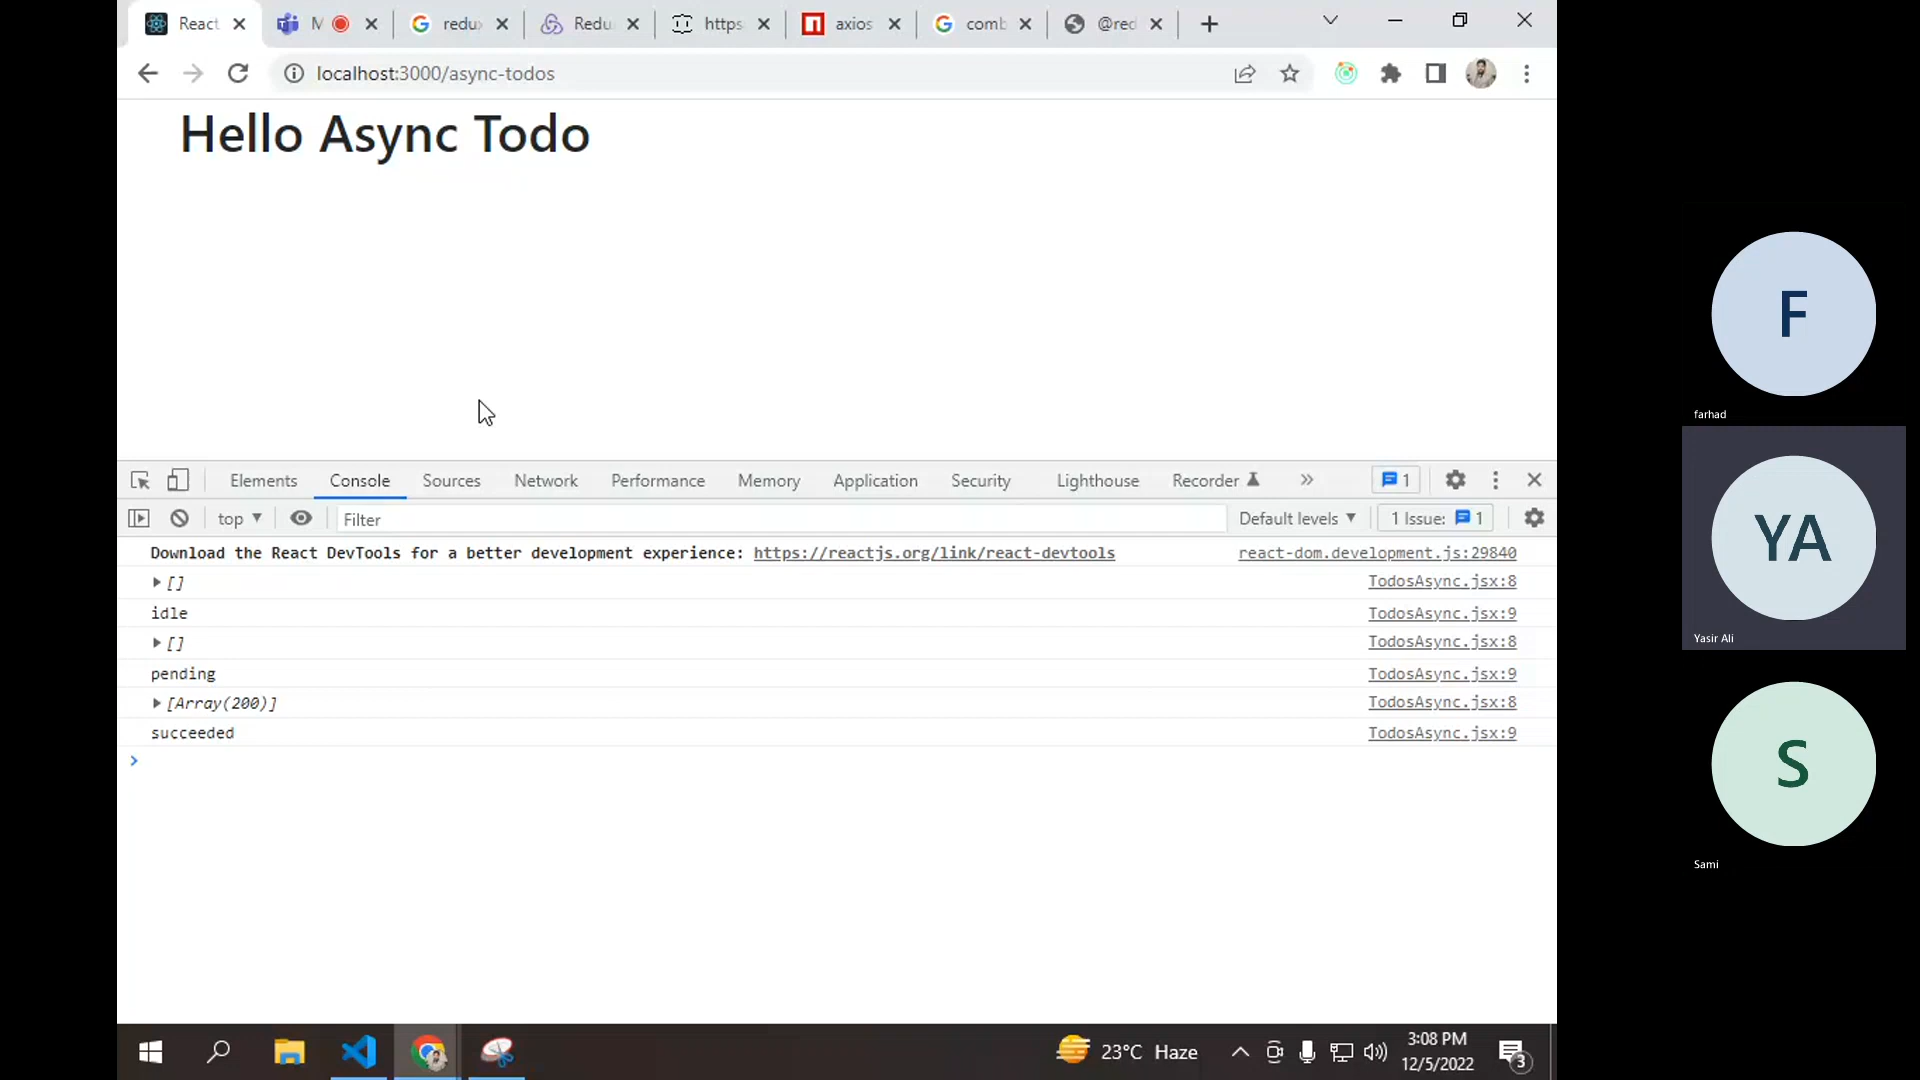 React
M
redux
Redu
https
axios
comb
@red
localhost:3000/async-todos
Hello Async Todo
F
farhad
YA
Yasir Ali
S
Sami
Elements Console Sources Network Performance Memory Application Security Lighthouse Recorder 1
top Filter Default levels 1 Issue: 1
Download the React DevTools for a better development experience: https://reactjs.org/link/react-devtools react-dom.development.js:29840
[] TodosAsync.jsx:8
idle TodosAsync.jsx:9
[] TodosAsync.jsx:8
pending TodosAsync.jsx:9
[Array(200)] TodosAsync.jsx:8
succeeded TodosAsync.jsx:9
23°C Haze
3:08 PM
12/5/2022
3